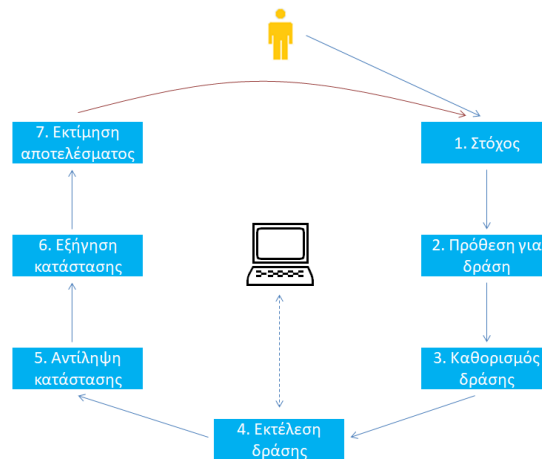 1. Στόχος
2. Πρόθεση για
δράση
3. Καθορισμός
δράσης
4. Εκτέλεση
δράσης
5. Αντίληψη
κατάστασης
6. Εξήγηση
κατάστασης
7. Εκτίμηση
αποτελέσματος